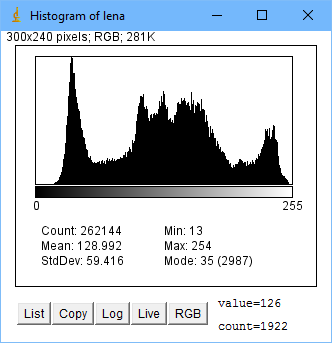 Histogram of lena
300x240 pixels; RGB; 281K
0 255
Count: 262144 Min: 13
Mean: 128.992 Max: 254
StdDev: 59.416 Mode: 35 (2987)
List Copy Log Live RGB value=126
count=1922